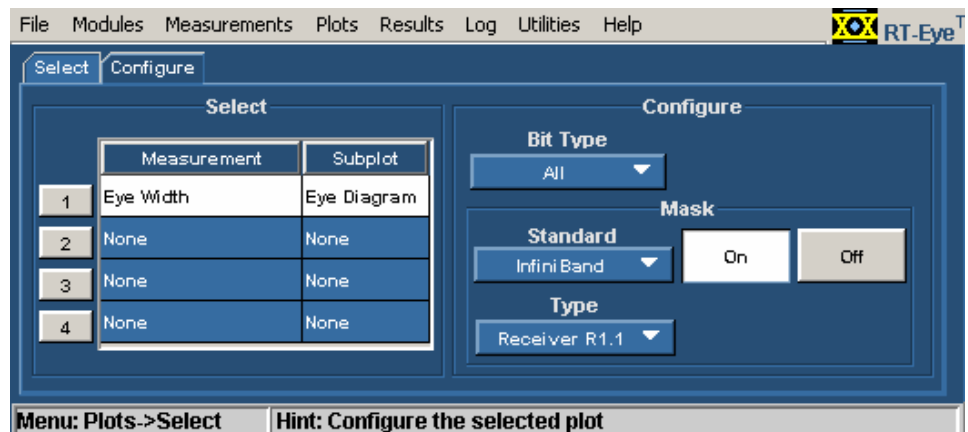 File Modules Measurements Plots Results Log Utilities Help
RT-Eye T
Select Configure
Select
Measurement Subplot
1 Eye Width Eye Diagram
2 None None
3 None None
4 None None
Configure
Bit Type
All
Mask
Standard
InfiniBand
On Off
Type
Receiver R1.1
Menu: Plots->Select Hint: Configure the selected plot